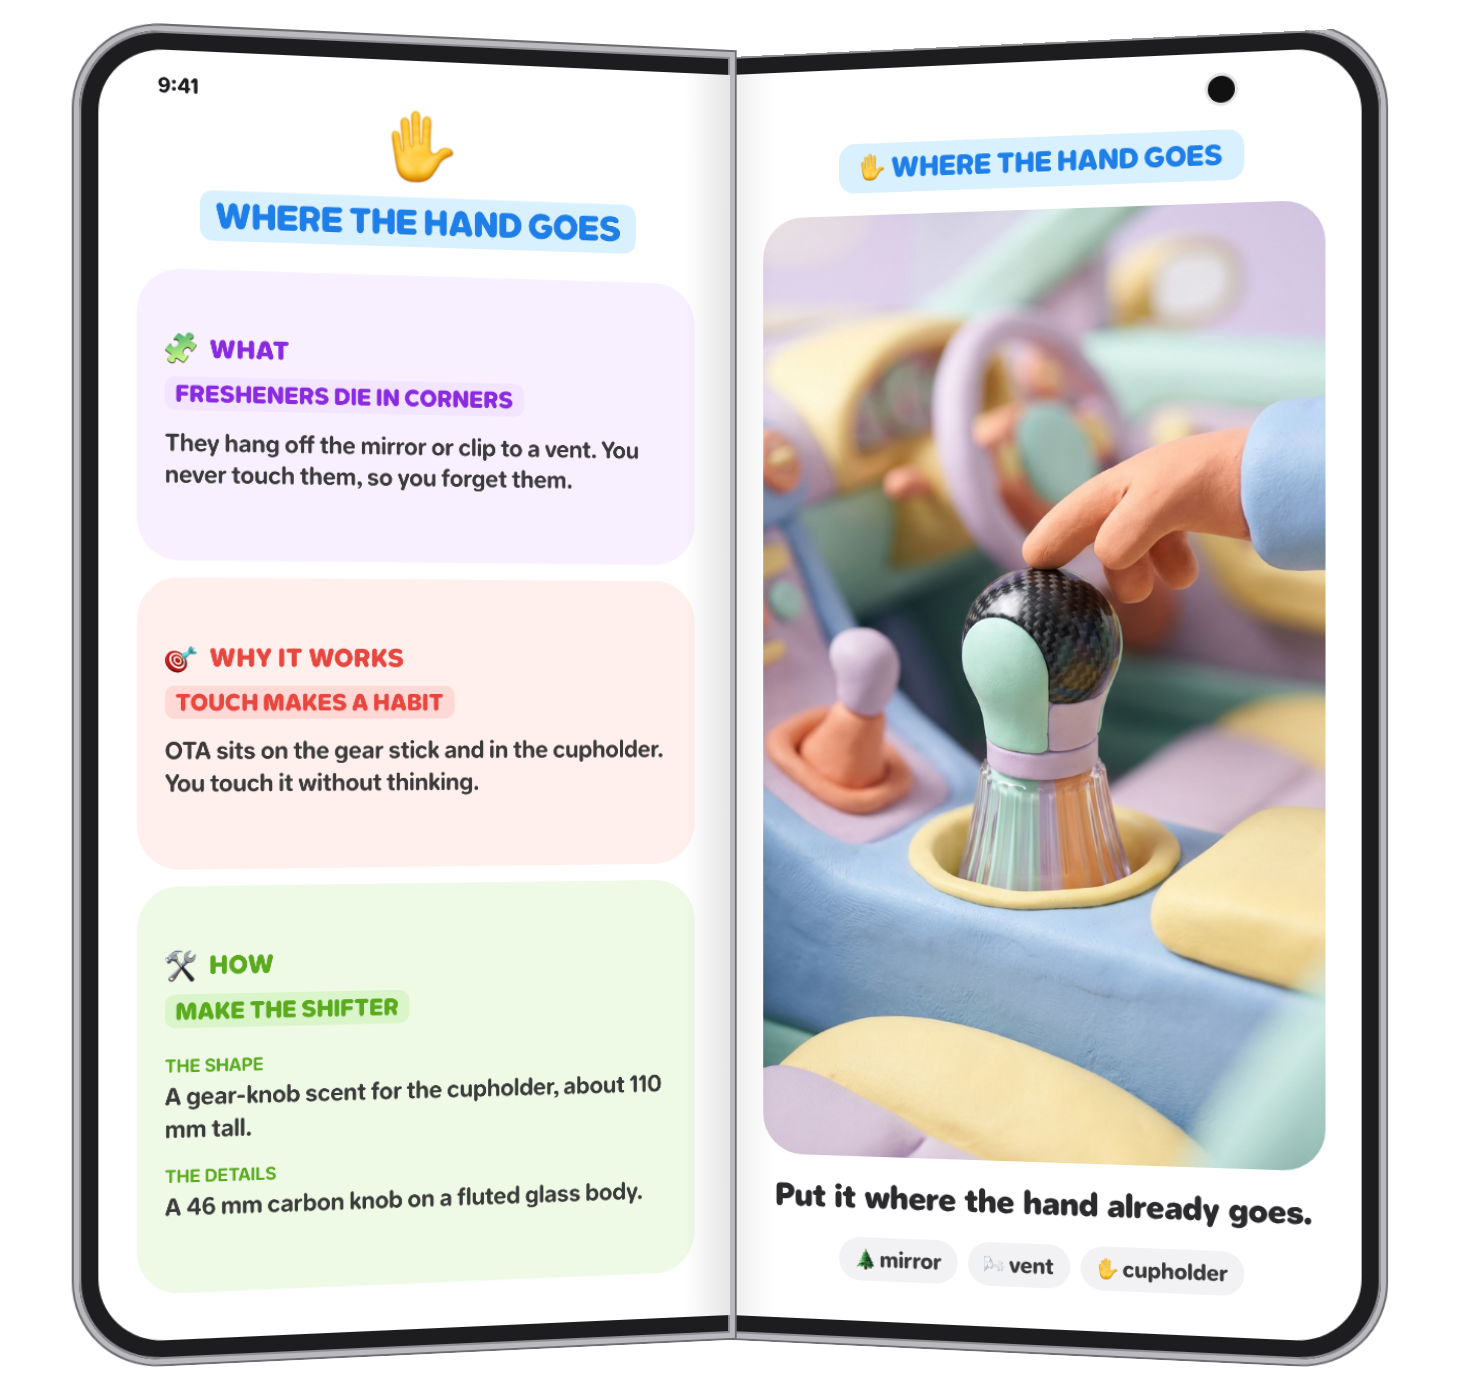 9:41
WHERE THE HAND GOES
WHAT
FRESHENERS DIE IN CORNERS
They hang off the mirror or clip to a vent. You
never touch them, so you forget them.
WHY IT WORKS
TOUCH MAKES A HABIT
OTA sits on the gear stick and in the cupholder.
You touch it without thinking.
HOW
MAKE THE SHIFTER
THE SHAPE
A gear-knob scent for the cupholder, about 110
mm tall.
THE DETAILS
A 46 mm carbon knob on a fluted glass body.
WHERE THE HAND GOES
Put it where the hand already goes.
mirror
vent
cupholder